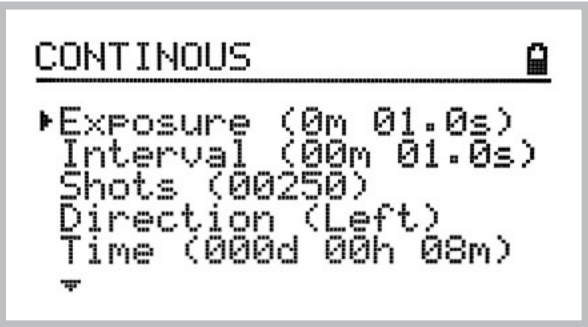 CONTINOUS
Exposure (0m 01.0s)
Interval (00m 01.0s)
Shots (00250)
Direction (Left)
Time (000d 00h 08m)